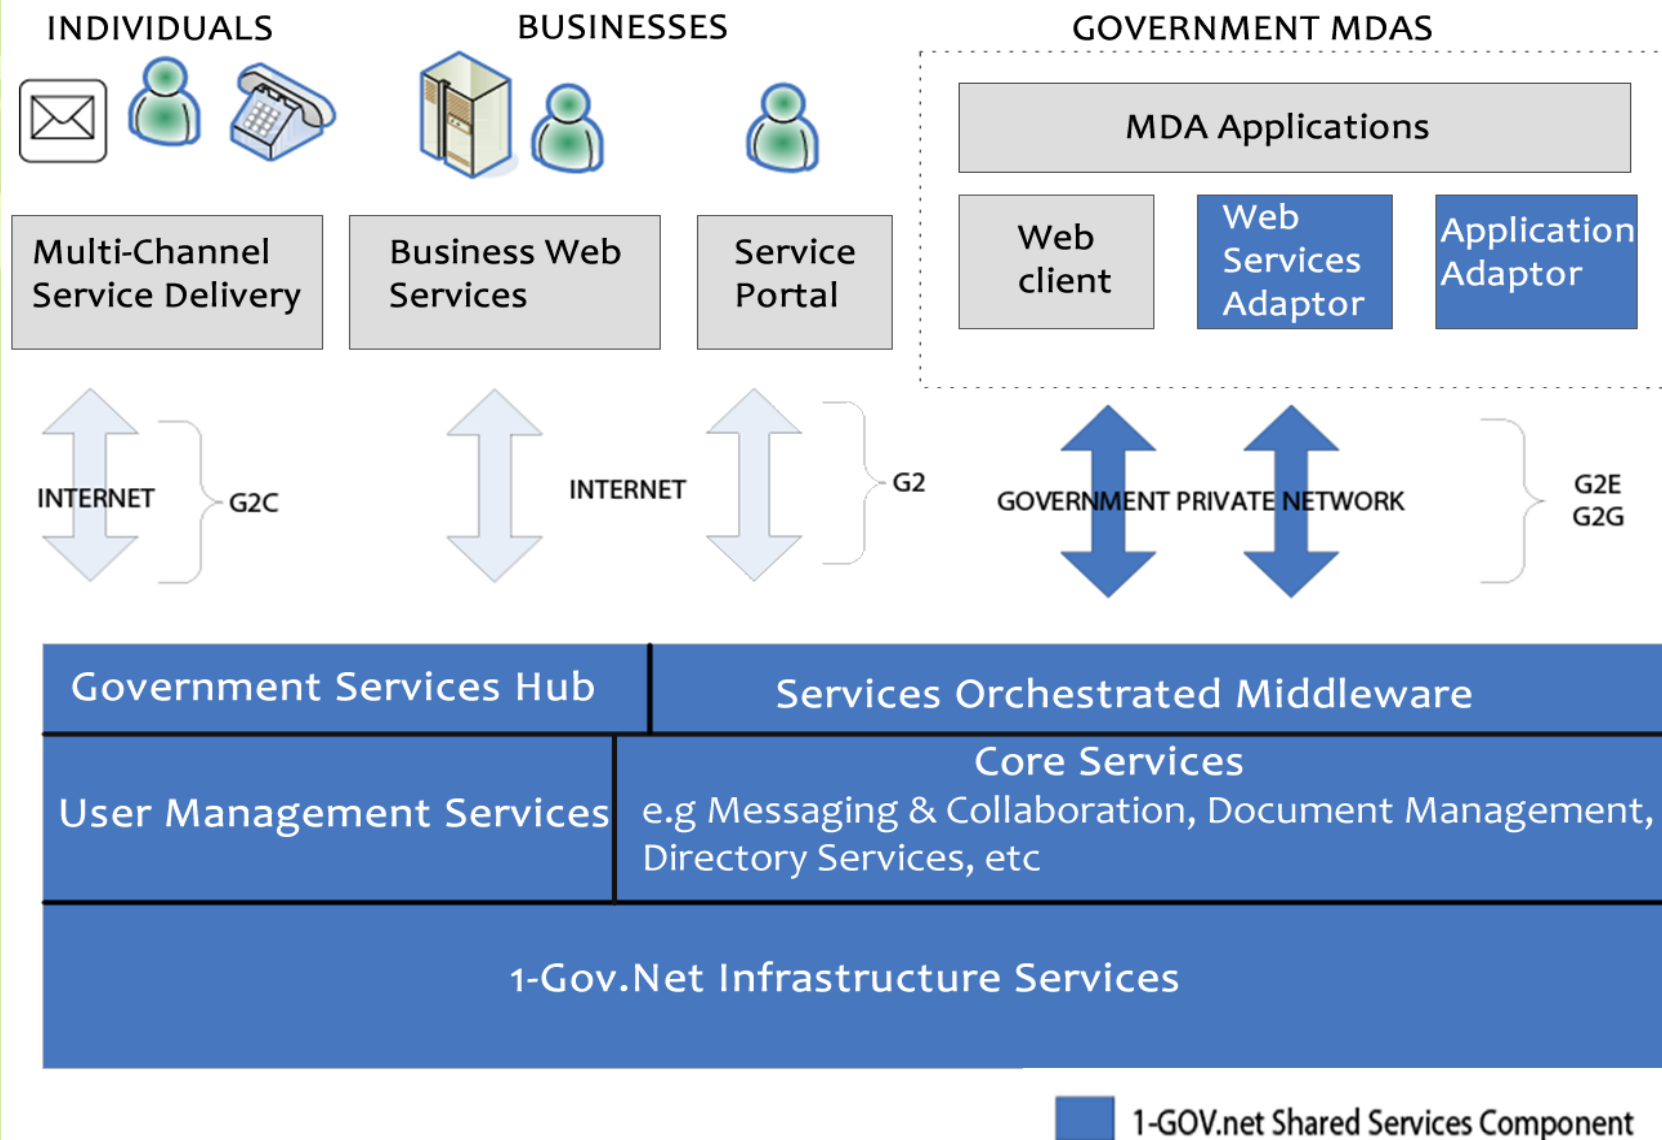 INDIVIDUALS
BUSINESSES
GOVERNMENT MDAS
MDA Applications
Multi-Channel
Service Delivery
Business Web
Services
Service
Portal
Web
client
Web
Services
Adaptor
Application
Adaptor
INTERNET
G2C
INTERNET
G2
GOVERNMENT PRIVATE NETWORK
G2E
G2G
Government Services Hub
Services Orchestrated Middleware
User Management Services
Core Services
e.g Messaging & Collaboration, Document Management,
Directory Services, etc
1-Gov.Net Infrastructure Services
1-GOV.net Shared Services Component